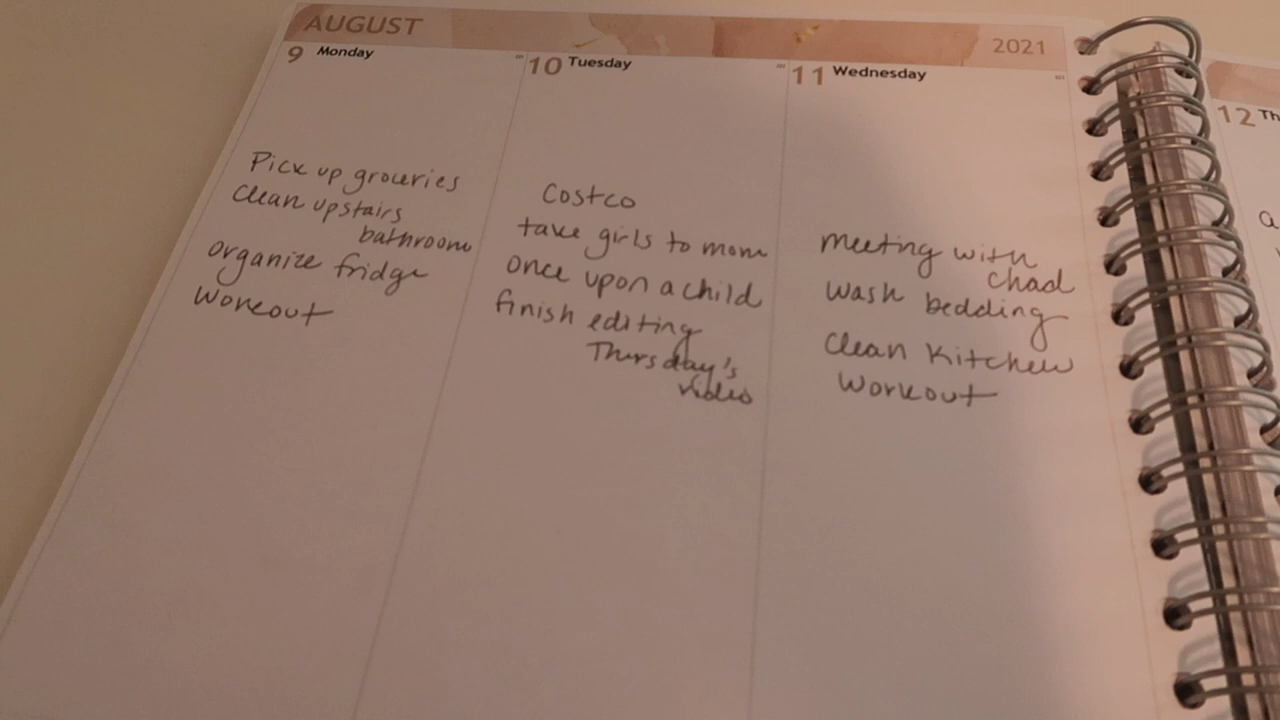 AUGUST
2021
9 Monday
Pick up groceries
Clean upstairs
bathroom
organize fridge
Workout
10 Tuesday
Costco
take girls to mom
once upon a child
finish editing
Thursday's
video
11 Wednesday
Meeting with
Chad
Wash bedding
Clean Kitchen
Workout
12 Th
a